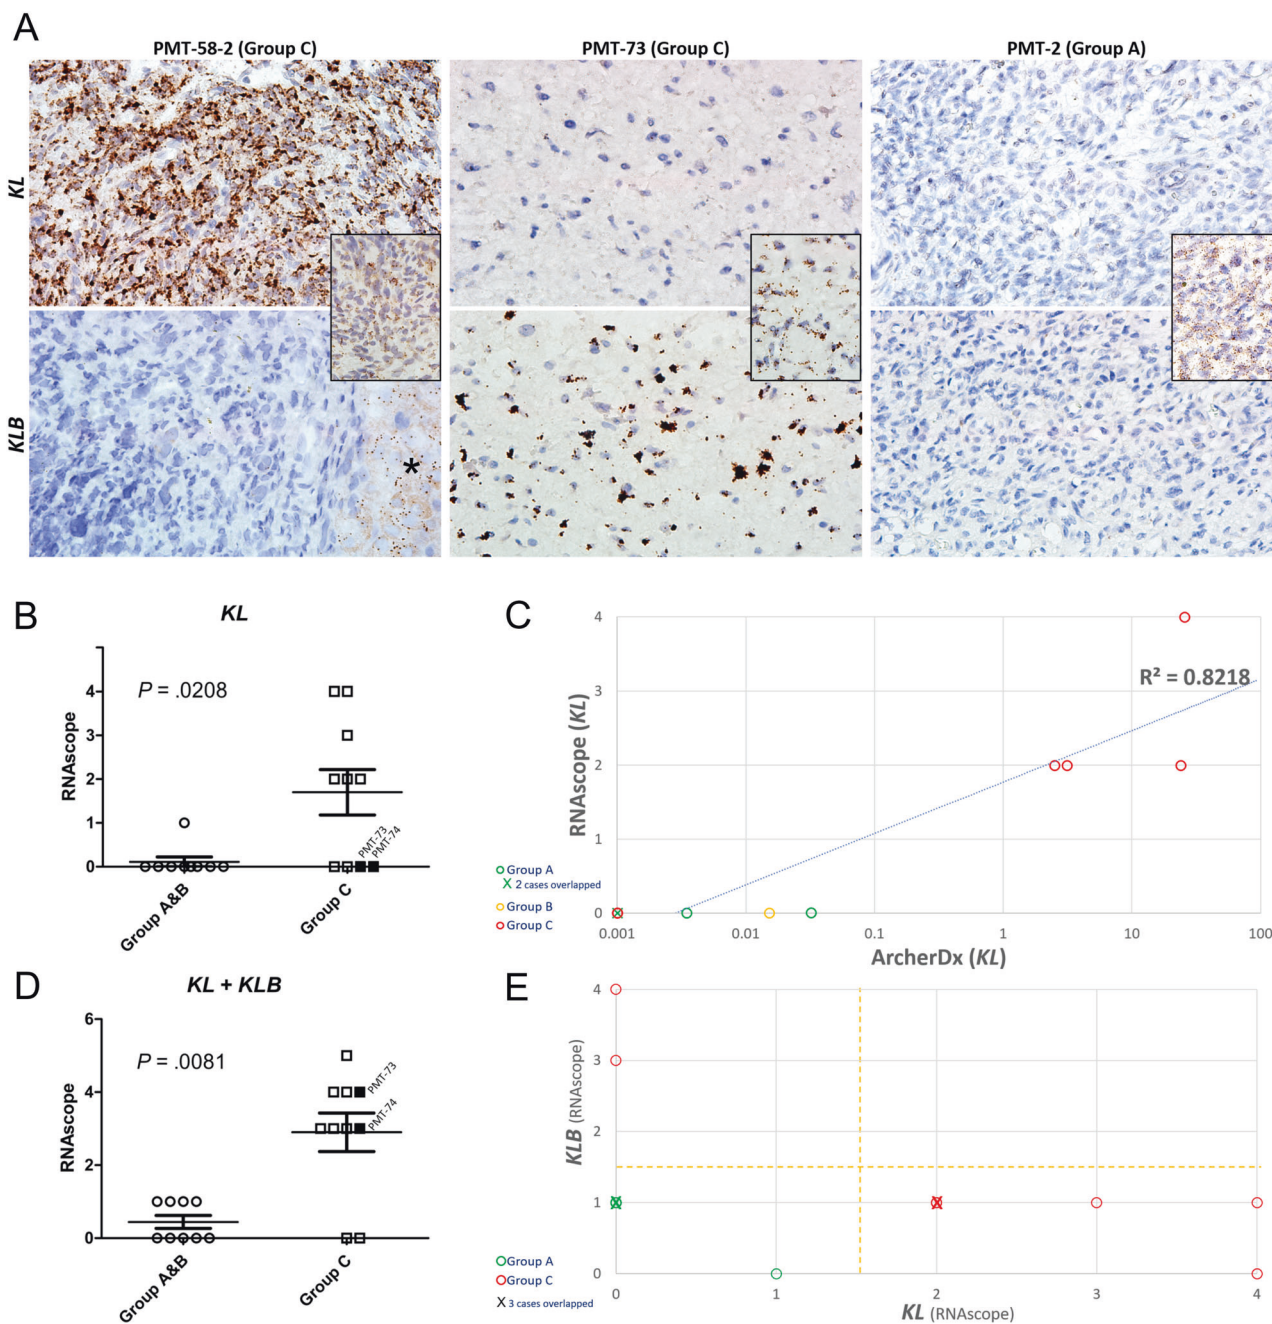 A
PMT-58-2 (Group C)
PMT-73 (Group C)
PMT-2 (Group A)
KL
KLB
*
B
KL
P = .0208
RNAscope
4
3
2
1
0
PMT-73
PMT-74
Group A&B
Group C
C
RNAscope (KL)
4
3
2
1
0
R² = 0.8218
Group A
X 2 cases overlapped
Group B
Group C
0.001
0.01
0.1
1
10
100
ArcherDx (KL)
D
KL + KLB
P = .0081
RNAscope
6
4
2
0
PMT-73
PMT-74
Group A&B
Group C
E
KLB (RNAscope)
4
3
2
1
0
Group A
Group C
X 3 cases overlapped
0
1
2
3
4
KL (RNAscope)